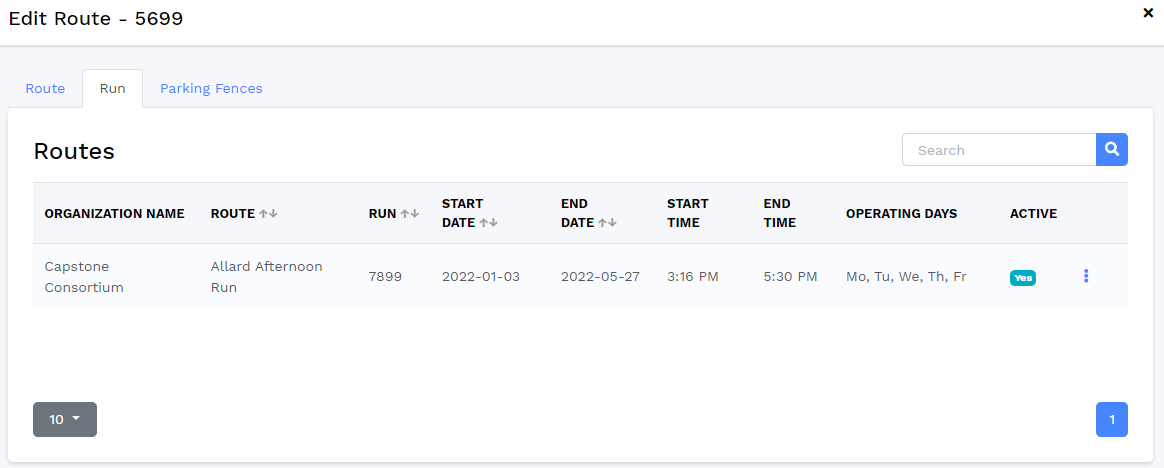 Edit Route - 5699
×
Route
Run
Parking Fences
Routes
Search
ORGANIZATION NAME
ROUTE ↑↓
RUN ↑↓
START
DATE ↑↓
END
DATE ↑↓
START
TIME
END
TIME
OPERATING DAYS
ACTIVE
Capstone
Consortium
Allard Afternoon
Run
7899
2022-01-03
2022-05-27
3:16 PM
5:30 PM
Mo, Tu, We, Th, Fr
Yes
10
1